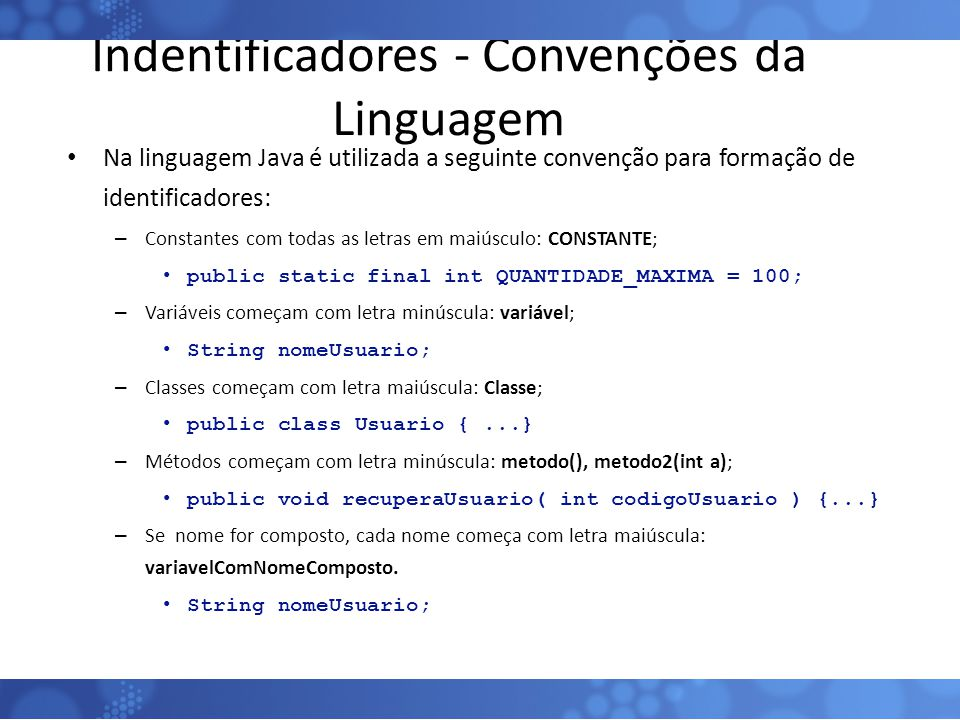 Indentificadores - Convenções da
Linguagem
• Na linguagem Java é utilizada a seguinte convenção para formação de
identificadores:
– Constantes com todas as letras em maiúsculo: CONSTANTE;
• public static final int QUANTIDADE_MAXIMA = 100;
– Variáveis começam com letra minúscula: variável;
• String nomeUsuario;
– Classes começam com letra maiúscula: Classe;
• public class Usuario { ...}
– Métodos começam com letra minúscula: metodo(), metodo2(int a);
• public void recuperaUsuario( int codigoUsuario ) {...}
– Se nome for composto, cada nome começa com letra maiúscula:
variavelComNomeComposto.
• String nomeUsuario;